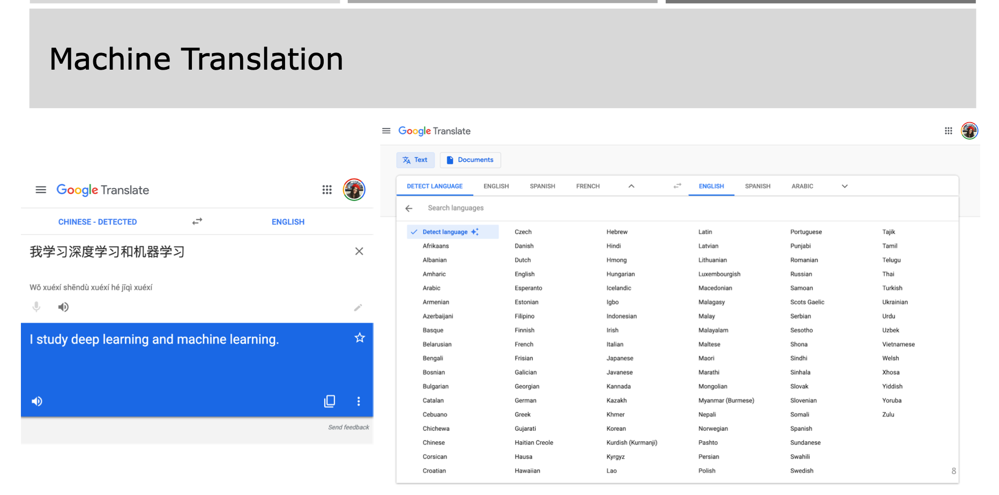 Machine Translation
Google Translate
CHINESE - DETECTED
ENGLISH
我学习深度学习和机器学习
Wǒ xuéxí shēndù xuéxí hé jīqì xuéxí
I study deep learning and machine learning.
Send feedback
Google Translate
Text
Documents
DETECT LANGUAGE ENGLISH SPANISH FRENCH ENGLISH SPANISH ARABIC
Search languages
Detect language Czech Hebrew Latin Portuguese Tajik
Afrikaans Danish Hindi Latvian Punjabi Tamil
Albanian Dutch Hmong Lithuanian Romanian Telugu
Amharic English Hungarian Luxembourgish Russian Thai
Arabic Esperanto Icelandic Macedonian Samoan Turkish
Armenian Estonian Igbo Malagasy Scots Gaelic Ukrainian
Azerbaijani Filipino Indonesian Malay Serbian Urdu
Basque Finnish Irish Malayalam Sesotho Uzbek
Belarusian French Italian Maltese Shona Vietnamese
Bengali Frisian Japanese Maori Sindhi Welsh
Bosnian Galician Javanese Marathi Sinhala Xhosa
Bulgarian Georgian Kannada Mongolian Slovak Yiddish
Catalan German Kazakh Myanmar (Burmese) Slovenian Yoruba
Cebuano Greek Khmer Nepali Somali Zulu
Chichewa Gujarati Korean Norwegian Spanish
Chinese Haitian Creole Kurdish (Kurmanji) Pashto Sundanese
Corsican Hausa Kyrgyz Persian Swahili
Croatian Hawaiian Lao Polish Swedish
8